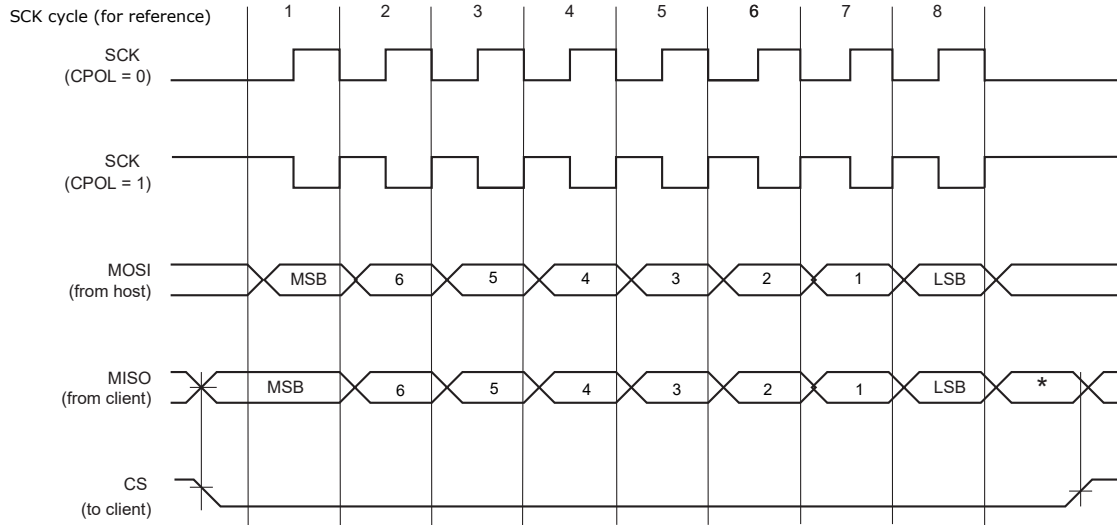 SCK cycle (for reference) 1 2 3 4 5 6 7 8
SCK
(CPOL = 0)
SCK
(CPOL = 1)
MOSI
(from host)
MSB 6 5 4 3 2 1 LSB
MISO
(from client)
MSB 6 5 4 3 2 1 LSB *
CS
(to client)